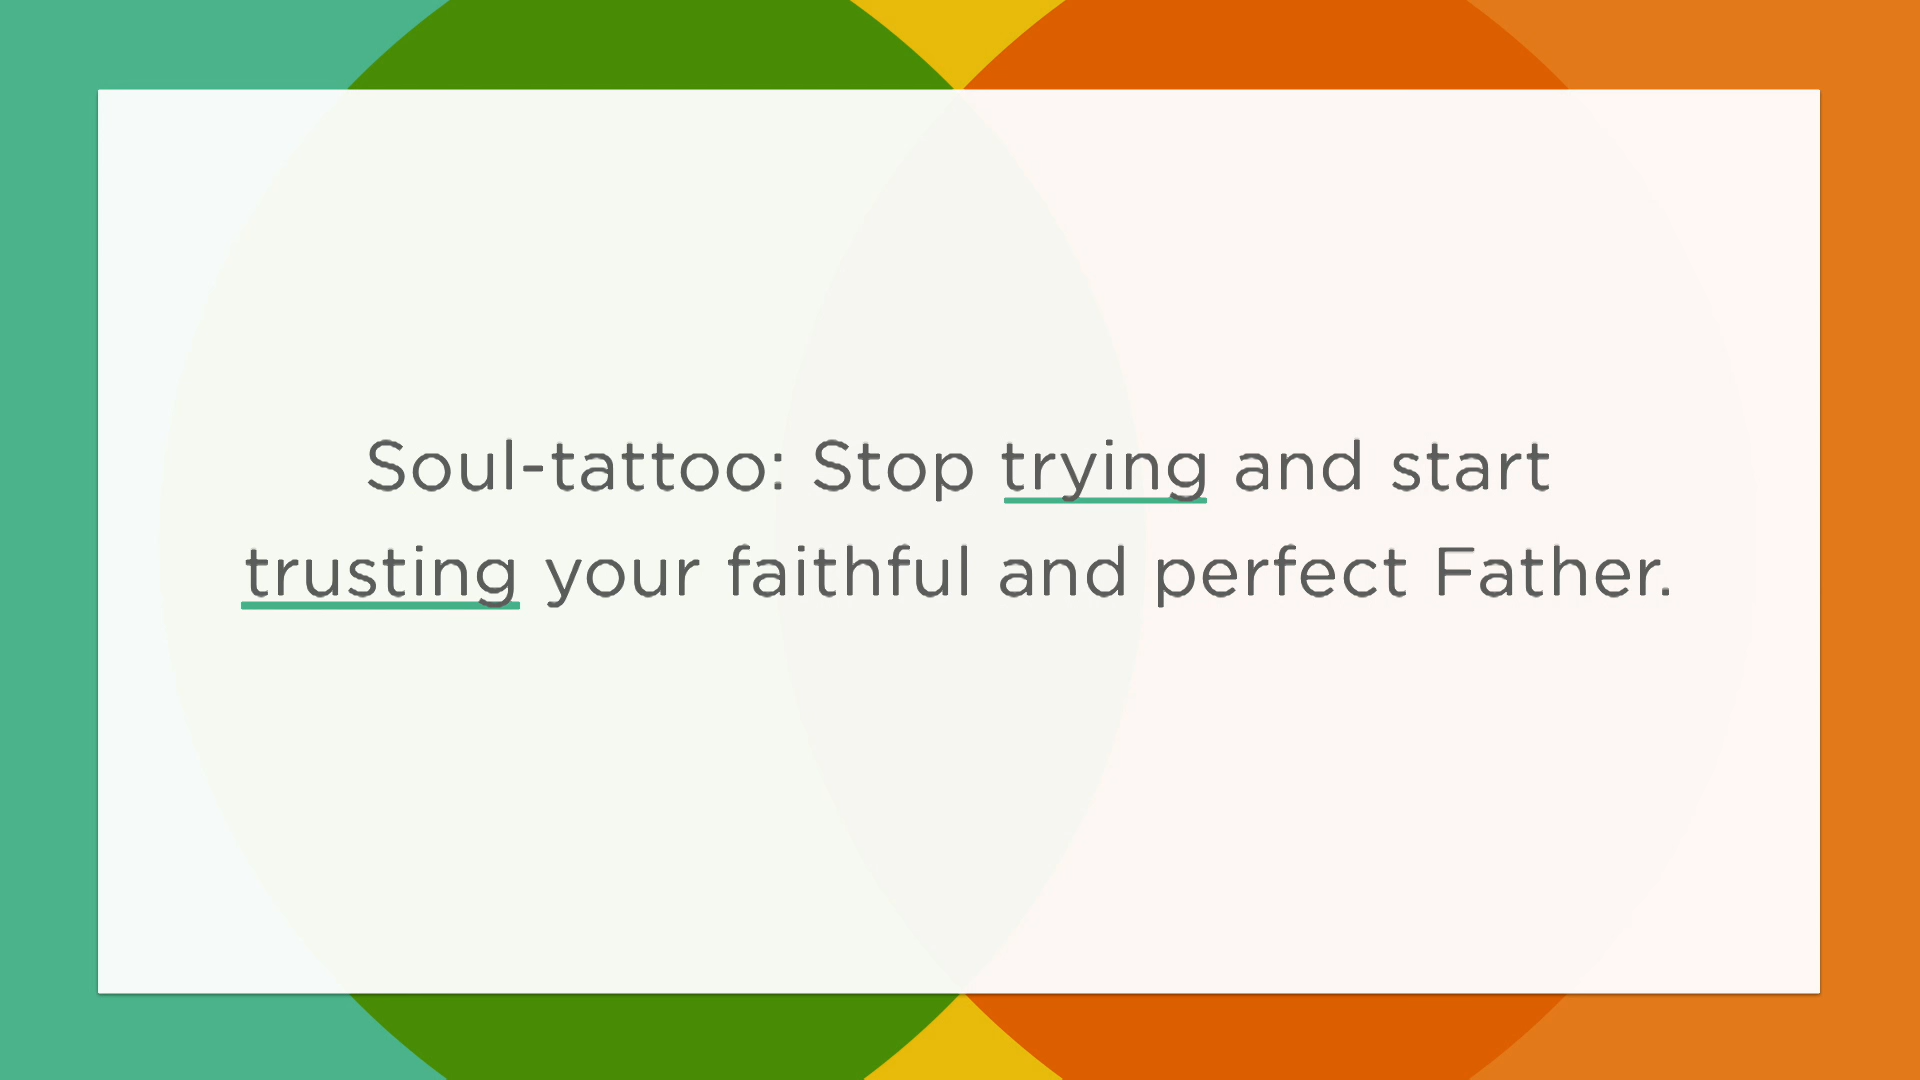 Soul-tattoo: Stop trying and start
trusting your faithful and perfect Father.